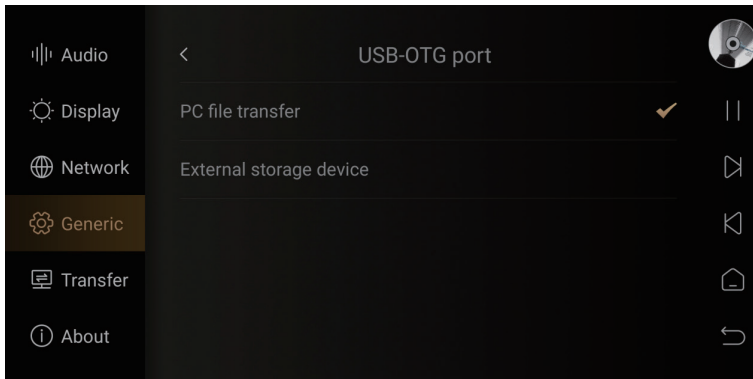 Audio
Display
Network
Generic
Transfer
About
USB-OTG port
PC file transfer
External storage device